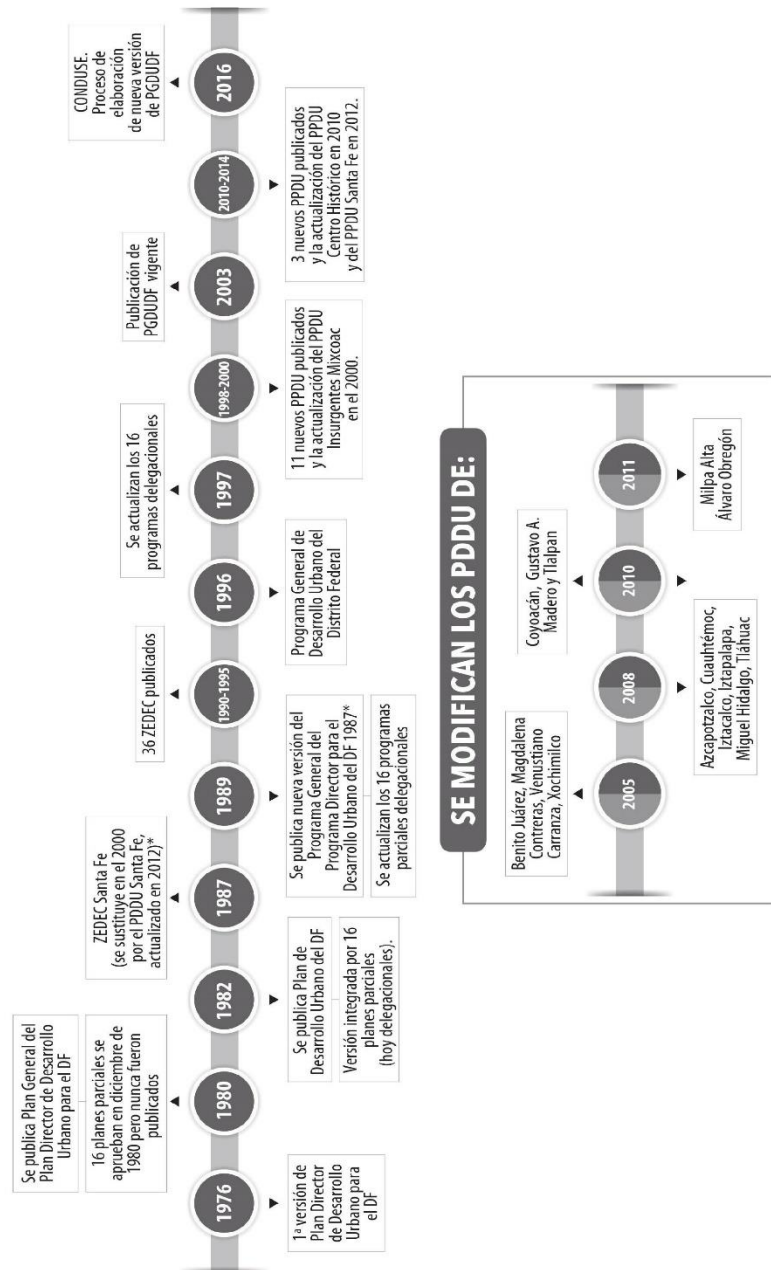 1976
1ª versión de
Plan Director
de Desarrollo
Urbano para
el DF
Se publica Plan General del
Plan Director de Desarrollo
Urbano para el DF
16 planes parciales se
aprueban en diciembre de
1980 pero nunca fueron
publicados
1980
1982
Se publica Plan de
Desarrollo Urbano del DF
Versión integrada por 16
planes parciales
(hoy delegacionales).
ZEDEC Santa Fe
(se sustituye en el 2000
por el PDDU Santa Fe,
actualizado en 2012)*
1987
1989
Se publica nueva versión del
Programa General del
Programa Director para el
Desarrollo Urbano del DF 1987*
Se actualizan los 16 programas
parciales delegacionales
36 ZEDEC publicados
1990-1995
1996
Programa General de
Desarrollo Urbano del
Distrito Federal
Se actualizan los 16
programas delegacionales
1997
1998-2000
11 nuevos PPDU publicados
y la actualización del PPDU
Insurgentes Mixcoac
en el 2000.
Publicación de
PGDUDF vigente
2003
2010-2014
3 nuevos PPDU publicados
y la actualización del PPDU
Centro Histórico en 2010
y del PPDU Santa Fe en 2012.
CONDUSE.
Proceso de
elaboración
de nueva versión
de PGDUDF
2016
SE MODIFICAN LOS PDDU DE:
Benito Juárez, Magdalena
Contreras, Venustiano
Carranza, Xochimilco
2005
2008
Azcapotzalco, Cuauhtémoc,
Iztacalco, Iztapalapa,
Miguel Hidalgo, Tláhuac
Coyoacán, Gustavo A.
Madero y Tlalpan
2010
2011
Milpa Alta
Álvaro Obregón